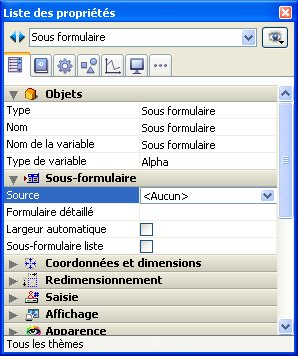 Liste des propriétés
Sous formulaire
Objets
Type Sous formulaire
Nom Sous formulaire
Nom de la variable Sous formulaire
Type de variable Alpha
Sous-formulaire
Source <Aucun>
Formulaire détaillé
Largeur automatique
Sous-formulaire liste
Coordonnées et dimensions
Redimensionnement
Saisie
Affichage
Apparence
Tous les thèmes